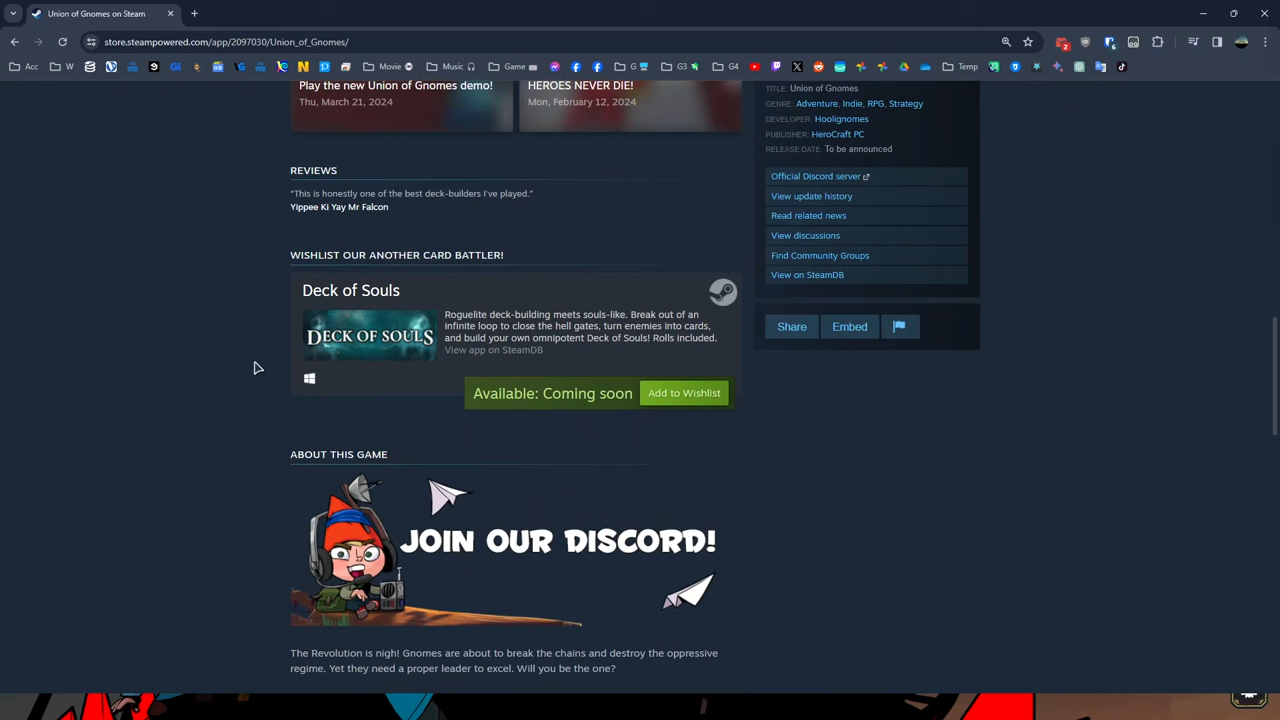 Union of Gnomes on Steam
store.steampowered.com/app/2097030/Union_of_Gnomes/
Acc
W
Movie
Music
Game
G
G3
G4
Temp
Play the new Union of Gnomes demo!
Thu, March 21, 2024
HEROES NEVER DIE!
Mon, February 12, 2024
REVIEWS
“This is honestly one of the best deck-builders I've played.”
Yippee Ki Yay Mr Falcon
WISHLIST OUR ANOTHER CARD BATTLER!
Deck of Souls
DECK OF SOULS
Roguelite deck-building meets souls-like. Break out of an
infinite loop to close the hell gates, turn enemies into cards,
and build your own omnipotent Deck of Souls! Rolls included.
View app on SteamDB
Available: Coming soon
Add to Wishlist
ABOUT THIS GAME
JOIN OUR DISCORD!
The Revolution is nigh! Gnomes are about to break the chains and destroy the oppressive
regime. Yet they need a proper leader to excel. Will you be the one?
TITLE: Union of Gnomes
GENRE: Adventure, Indie, RPG, Strategy
DEVELOPER: Hoolignomes
PUBLISHER: HeroCraft PC
RELEASE DATE: To be announced
Official Discord server
View update history
Read related news
View discussions
Find Community Groups
View on SteamDB
Share
Embed